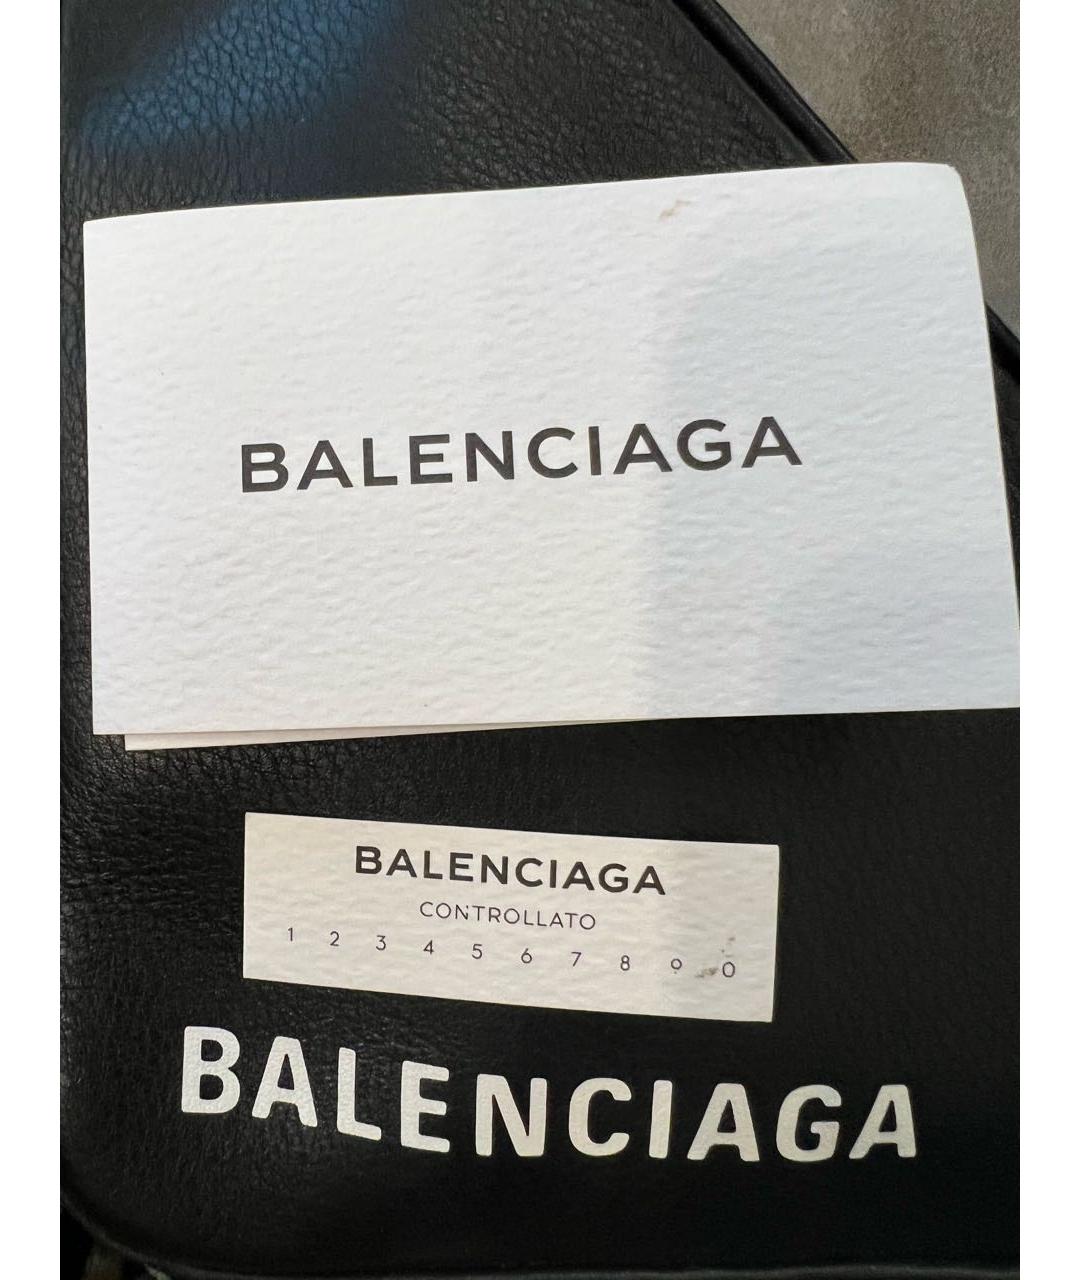 BALENCIAGA
BALENCIAGA
CONTROLLATO
1 2 3 4 5 6 7 8 9 0
BALENCIAGA